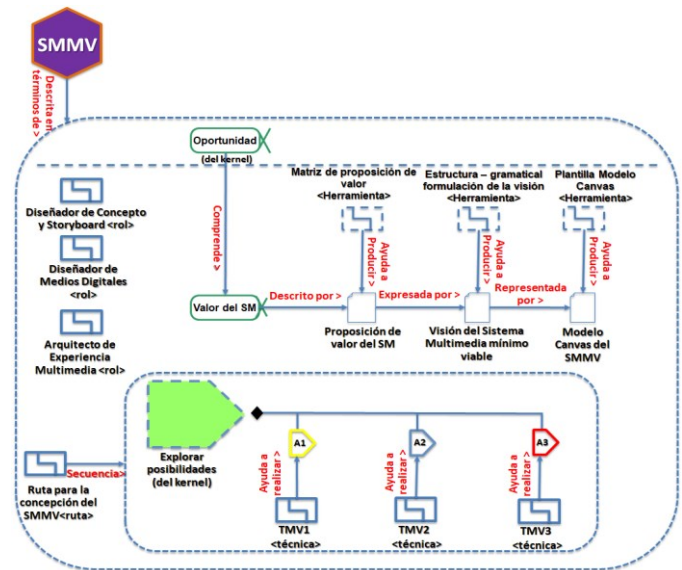 SMMV
Descrita en
términos de >
Oportunidad
(del kernel)
Matriz de proposición de
valor
<Herramienta>
Estructura – gramatical
formulación de la visión
<Herramienta>
Plantilla Modelo
Canvas
<Herramienta>
Diseñador de Concepto
y Storyboard <rol>
Diseñador de
Medios Digitales
<rol>
Arquitecto de
Experiencia
Multimedia <rol>
Comprende >
Ayuda a
Producir >
Ayuda a
Producir >
Ayuda a
Producir >
Valor del SM
Descrito por >
Expresada por >
Representada
por >
Proposición de
valor del SM
Visión del Sistema
Multimedia mínimo
viable
Modelo
Canvas del
SMMV
Explorar
posibilidades
(del kernel)
A1
A2
A3
Ayuda a
realizar >
Ayuda a
realizar >
Ayuda a
realizar >
Secuencia>
Ruta para la
concepción del
SMMV<ruta>
TMV1
<técnica>
TMV2
<técnica>
TMV3
<técnica>